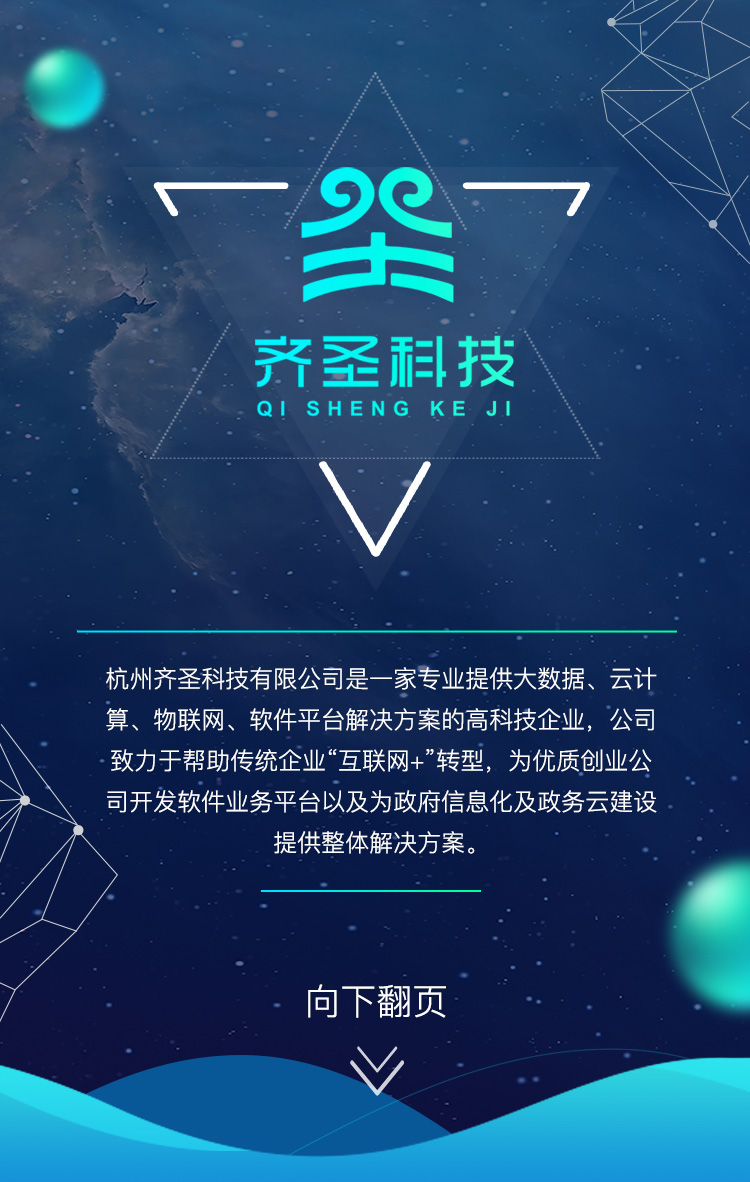 齐圣科技
QI SHENG KE JI
杭州齐圣科技有限公司是一家专业提供大数据、云计
算、物联网、软件平台解决方案的高科技企业，公司
致力于帮助传统企业“互联网+”转型，为优质创业公
司开发软件业务平台以及为政府信息化及政务云建设
提供整体解决方案。
向下翻页